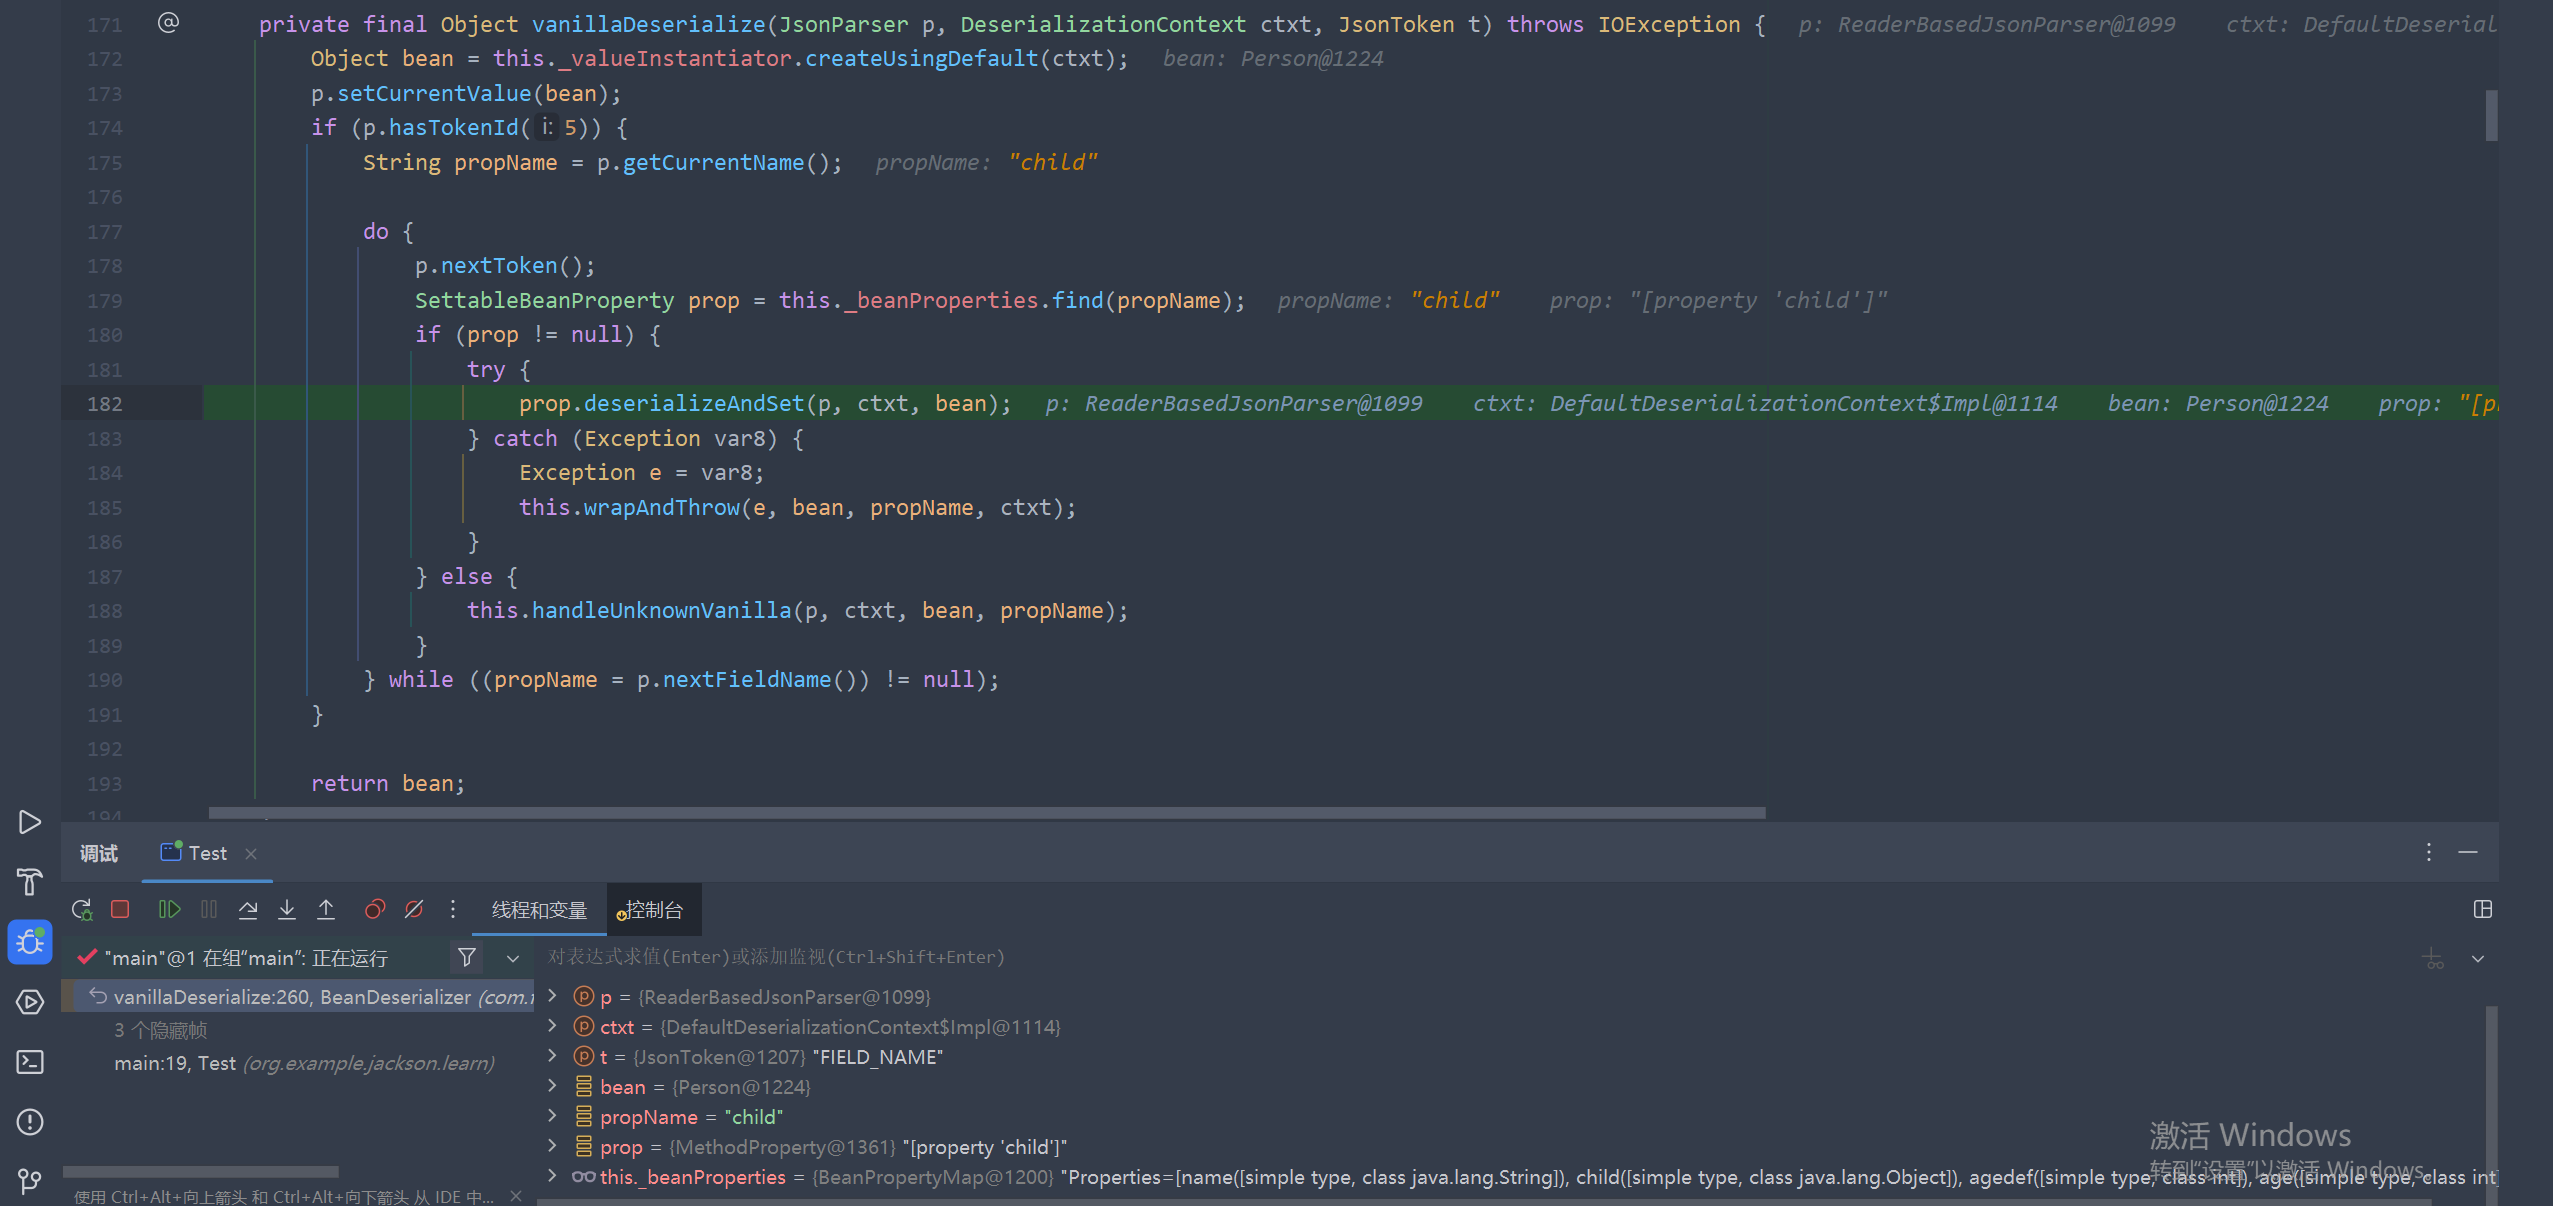 171 @ private final Object vanillaDeserialize(JsonParser p, DeserializationContext ctxt, JsonToken t) throws IOException { p: ReaderBasedJsonParser@1099 ctxt: DefaultDeserial
172 Object bean = this._valueInstantiator.createUsingDefault(ctxt); bean: Person@1224
173 p.setCurrentValue(bean);
174 if (p.hasTokenId( i: 5)) {
175 String propName = p.getCurrentName(); propName: "child"
176
177 do {
178 p.nextToken();
179 SettableBeanProperty prop = this._beanProperties.find(propName); propName: "child" prop: "[property 'child']"
180 if (prop != null) {
181 try {
182 prop.deserializeAndSet(p, ctxt, bean); p: ReaderBasedJsonParser@1099 ctxt: DefaultDeserializationContext$Impl@1114 bean: Person@1224 prop: "[p
183 } catch (Exception var8) {
184 Exception e = var8;
185 this.wrapAndThrow(e, bean, propName, ctxt);
186 }
187 } else {
188 this.handleUnknownVanilla(p, ctxt, bean, propName);
189 }
190 } while ((propName = p.nextFieldName()) != null);
191 }
192
193 return bean;
194
调试 Test
线程和变量 控制台
"main"@1 在组“main”: 正在运行
对表达式求值(Enter)或添加监视(Ctrl+Shift+Enter)
vanillaDeserialize:260, BeanDeserializer (com.f
3 个隐藏帧
main:19, Test (org.example.jackson.learn)
p = {ReaderBasedJsonParser@1099}
ctxt = {DefaultDeserializationContext$Impl@1114}
t = {JsonToken@1207} "FIELD_NAME"
bean = {Person@1224}
propName = "child"
prop = {MethodProperty@1361} "[property 'child']"
this._beanProperties = {BeanPropertyMap@1200} "Properties=[name([simple type, class java.lang.String]), child([simple type, class java.lang.Object]), agedef([simple type, class int]), age([simple type, class int]
激活 Windows
转到“设置”以激活 Windows。
使用 Ctrl+Alt+向上箭头 和 Ctrl+Alt+向下箭头 从 IDE 中...